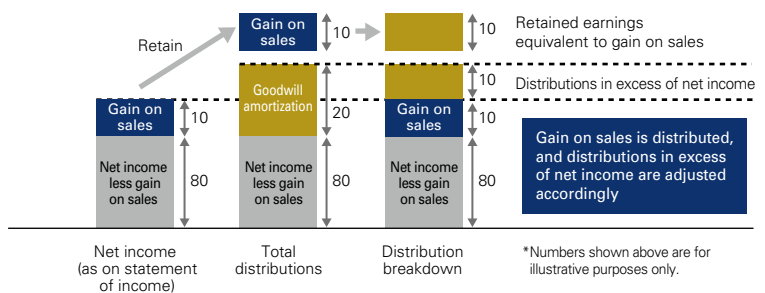 Retain
Gain on
sales
10
10
Retained earnings
equivalent to gain on sales
Goodwill
amortization
20
10
Distributions in excess of net income
Gain on
sales
10
Gain on
sales
10
Net income
less gain
on sales
80
Net income
less gain
on sales
80
Net income
less gain
on sales
80
Gain on sales is distributed,
and distributions in excess
of net income are adjusted
accordingly
Net income
(as on statement
of income)
Total
distributions
Distribution
breakdown
*Numbers shown above are for
illustrative purposes only.